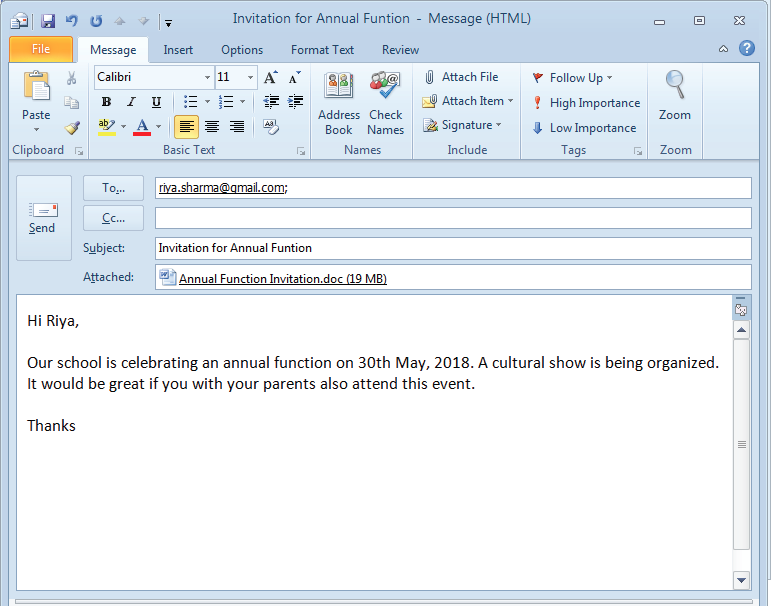 Invitation for Annual Funtion - Message (HTML)
File Message Insert Options Format Text Review
Calibri 11
Paste
Address Book
Check Names
Attach File
Attach Item
Signature
Follow Up
High Importance
Low Importance
Zoom
Clipboard Basic Text Names Include Tags Zoom
Send
To... riya.sharma@gmail.com;
Cc...
Subject: Invitation for Annual Funtion
Attached: Annual Function Invitation.doc (19 MB)
Hi Riya,
Our school is celebrating an annual function on 30th May, 2018. A cultural show is being organized.
It would be great if you with your parents also attend this event.
Thanks